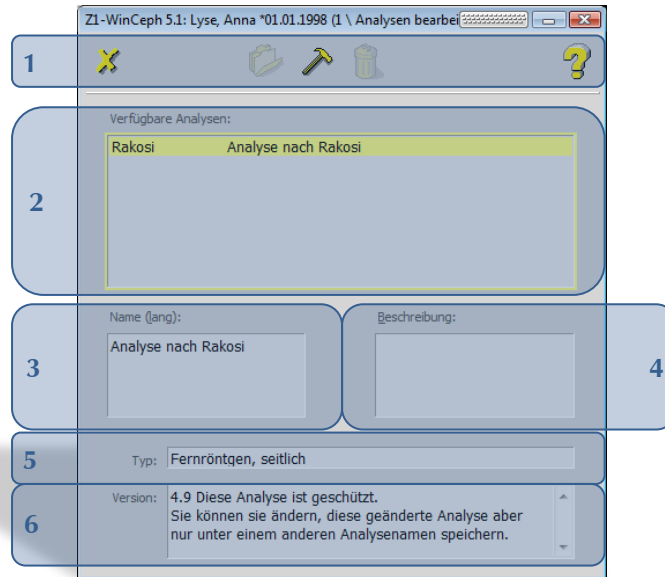 Z1-WinCeph 5.1: Lyse, Anna *01.01.1998 (1 \ Analysen bearbei
1
Verfügbare Analysen:
Rakosi Analyse nach Rakosi
2
Name (lang): Beschreibung:
Analyse nach Rakosi
3 4
5 Typ: Fernröntgen, seitlich
Version: 4.9 Diese Analyse ist geschützt.
6 Sie können sie ändern, diese geänderte Analyse aber
nur unter einem anderen Analysenamen speichern.